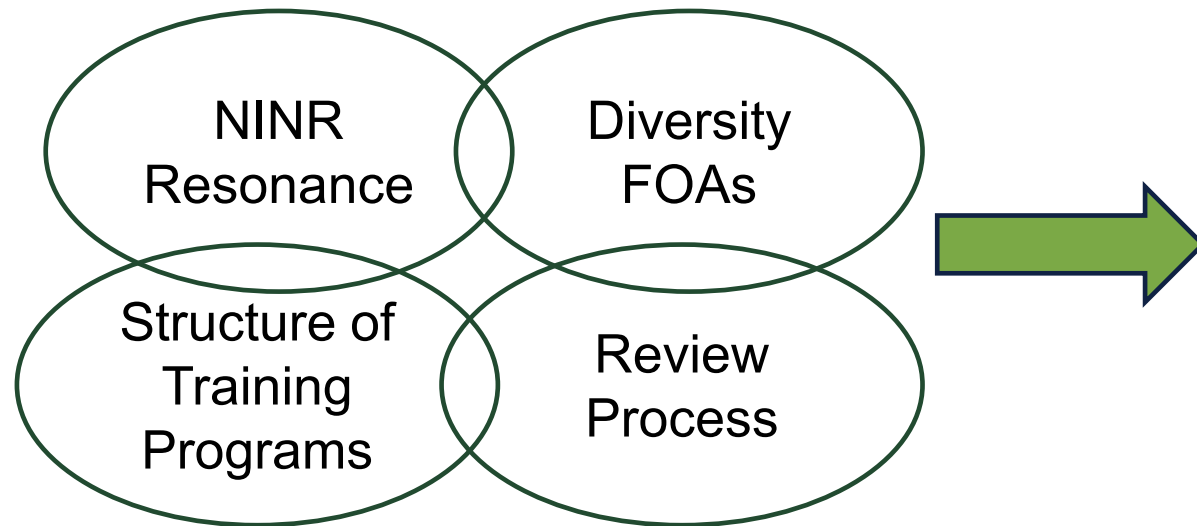 NINR
Resonance
Diversity
FOAs
Structure of
Training
Programs
Review
Process